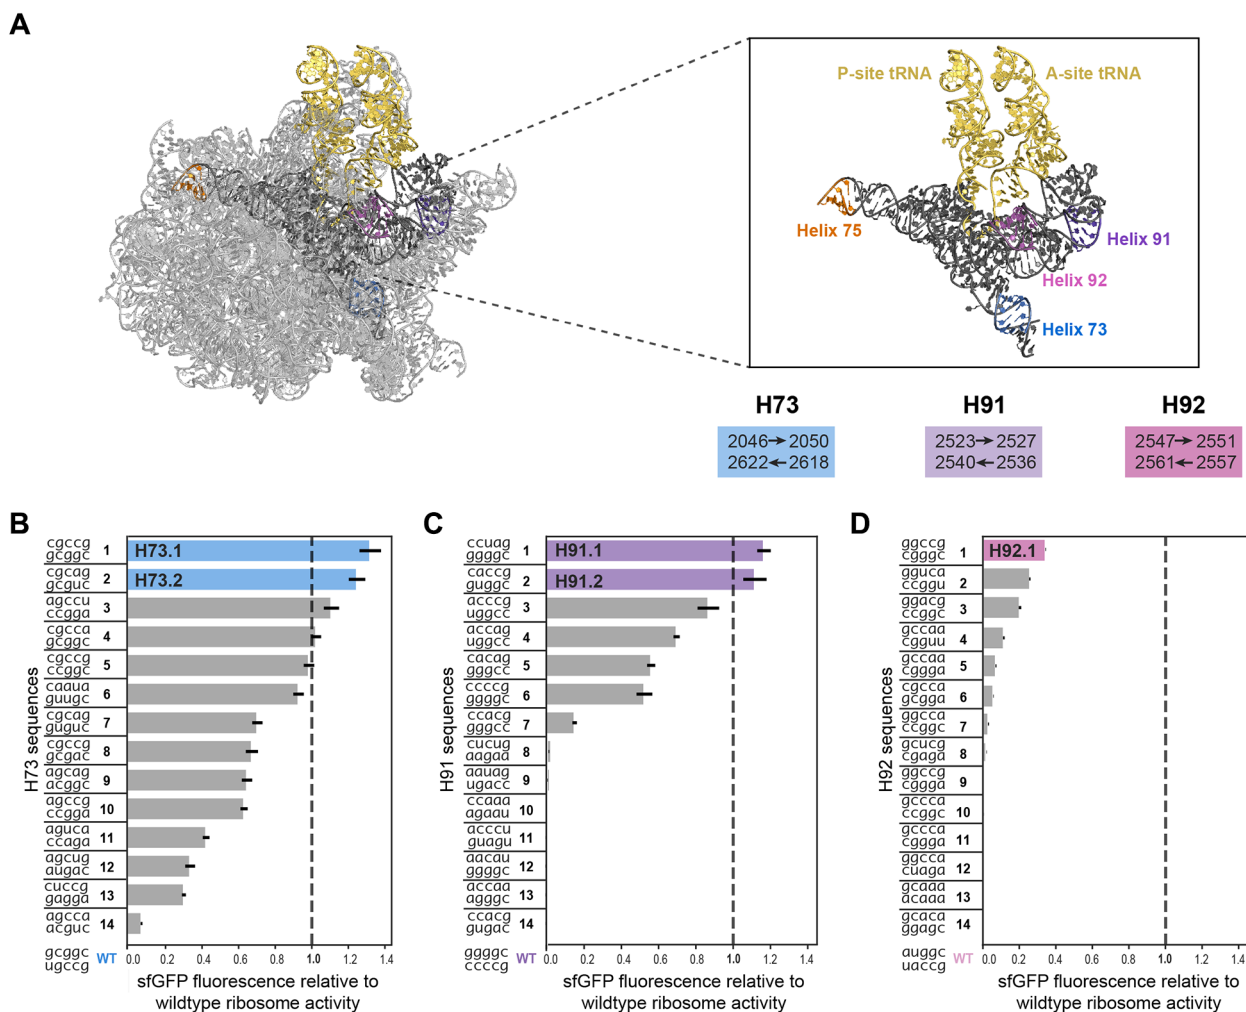 A
P-site tRNA
A-site tRNA
Helix 75
Helix 91
Helix 92
Helix 73
H73
2046→2050
2622←2618
H91
2523→2527
2540←2536
H92
2547→2551
2561←2557
B
H73 sequences
cgccg
gcggc
1
H73.1
cgcag
gcguc
2
H73.2
agccu
ccgga
3
cgcca
gcggc
4
cgccg
ccggc
5
caaua
guugc
6
cgcag
guguc
7
cgccg
gcgac
8
agcag
acggc
9
agccg
ccgga
10
aguca
ccaga
11
agcug
augac
12
cuccg
gagga
13
agcca
acguc
14
gcggc
ugccg
WT
0.0 0.2 0.4 0.6 0.8 1.0 1.2 1.4
sfGFP fluorescence relative to
wildtype ribosome activity
C
H91 sequences
ccuag
ggggc
1
H91.1
caccg
guggc
2
H91.2
acccg
uggcc
3
accag
uggcc
4
cacag
gggcc
5
ccccg
ggggc
6
ccacg
gggcc
7
cucug
aagaa
8
aauag
ugacc
9
ccaaa
agaau
10
acccu
guagu
11
aacau
ggggc
12
accaa
agggc
13
ccacg
gugac
14
ggggc
ccccg
WT
0.0 0.2 0.4 0.6 0.8 1.0 1.2 1.4
sfGFP fluorescence relative to
wildtype ribosome activity
D
H92 sequences
ggccg
cgggc
1
H92.1
gguca
ccggu
2
ggacg
ccggc
3
gccaa
cgguu
4
gccaa
cggga
5
gcgca
gcgga
6
ggcca
ccggc
7
gcucg
cgaga
8
ggccg
cggga
9
gccca
ccggc
10
gccca
cggga
11
ggcca
cuaga
12
gcaaa
acaaa
13
gcaca
ggagc
14
auggc
uaccg
WT
0.0 0.2 0.4 0.6 0.8 1.0 1.2 1.4
sfGFP fluorescence relative to
wildtype ribosome activity